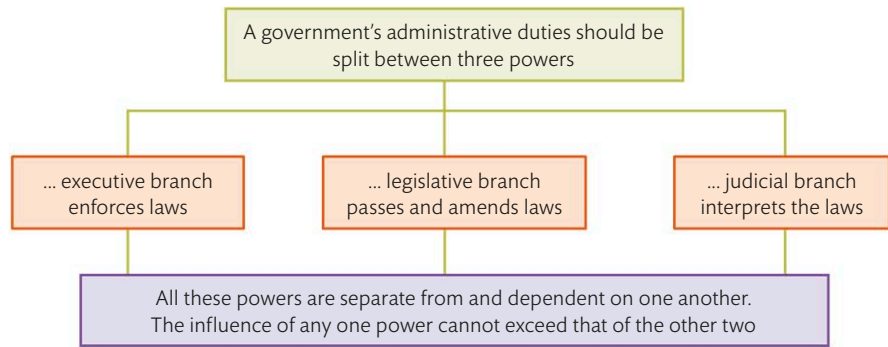 A government’s administrative duties should be
split between three powers
... executive branch
enforces laws
... legislative branch
passes and amends laws
... judicial branch
interprets the laws
All these powers are separate from and dependent on one another.
The influence of any one power cannot exceed that of the other two